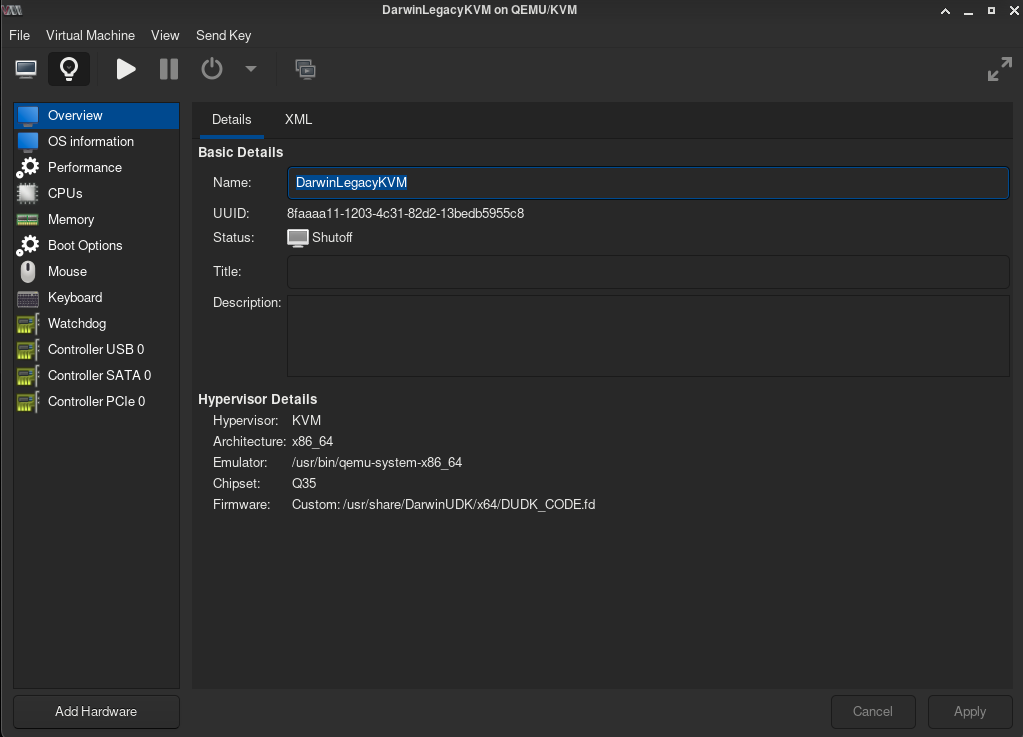 DarwinLegacyKVM on QEMU/KVM
File Virtual Machine View Send Key
Overview
OS information
Performance
CPUs
Memory
Boot Options
Mouse
Keyboard
Watchdog
Controller USB 0
Controller SATA 0
Controller PCIe 0
Add Hardware
Details XML
Basic Details
Name: DarwinLegacyKVM
UUID: 8faaaa11-1203-4c31-82d2-13bedb5955c8
Status: Shutoff
Title:
Description:
Hypervisor Details
Hypervisor: KVM
Architecture: x86_64
Emulator: /usr/bin/qemu-system-x86_64
Chipset: Q35
Firmware: Custom: /usr/share/DarwinUDK/x64/DUDK_CODE.fd
Cancel Apply